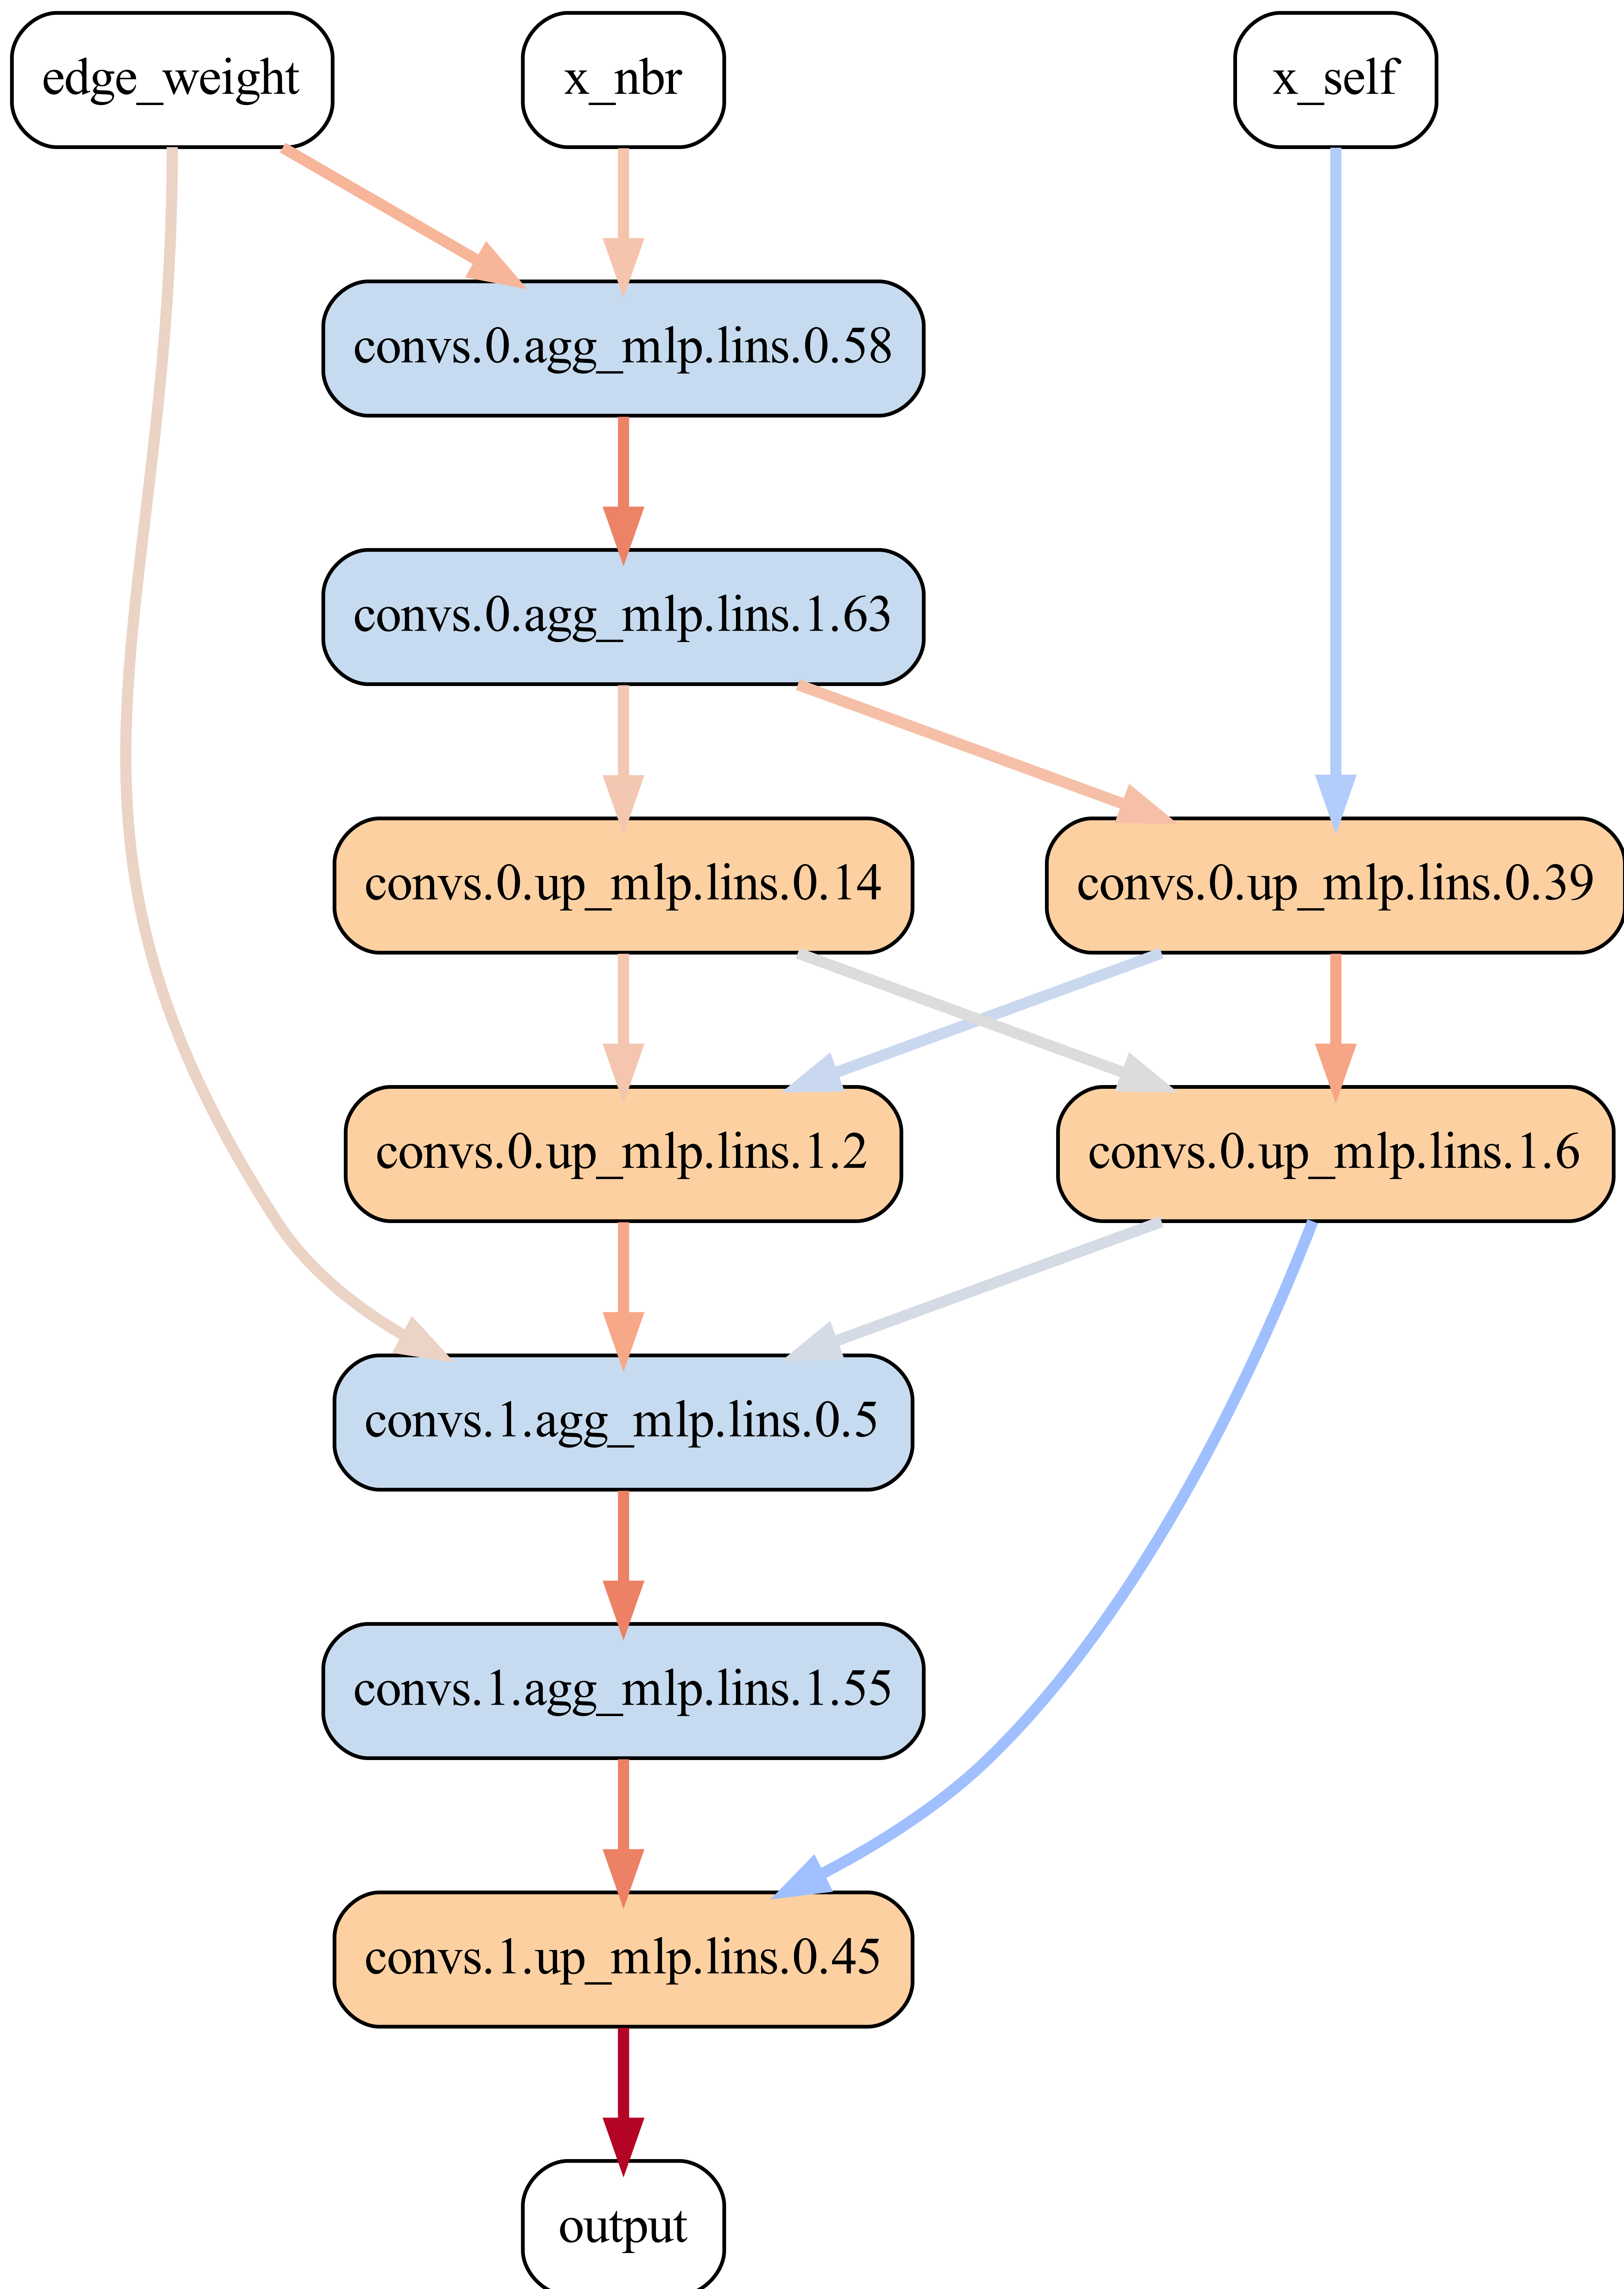 edge_weight
x_nbr
x_self
convs.0.agg_mlp.lins.0.58
convs.0.agg_mlp.lins.1.63
convs.0.up_mlp.lins.0.14
convs.0.up_mlp.lins.0.39
convs.0.up_mlp.lins.1.2
convs.0.up_mlp.lins.1.6
convs.1.agg_mlp.lins.0.5
convs.1.agg_mlp.lins.1.55
convs.1.up_mlp.lins.0.45
output